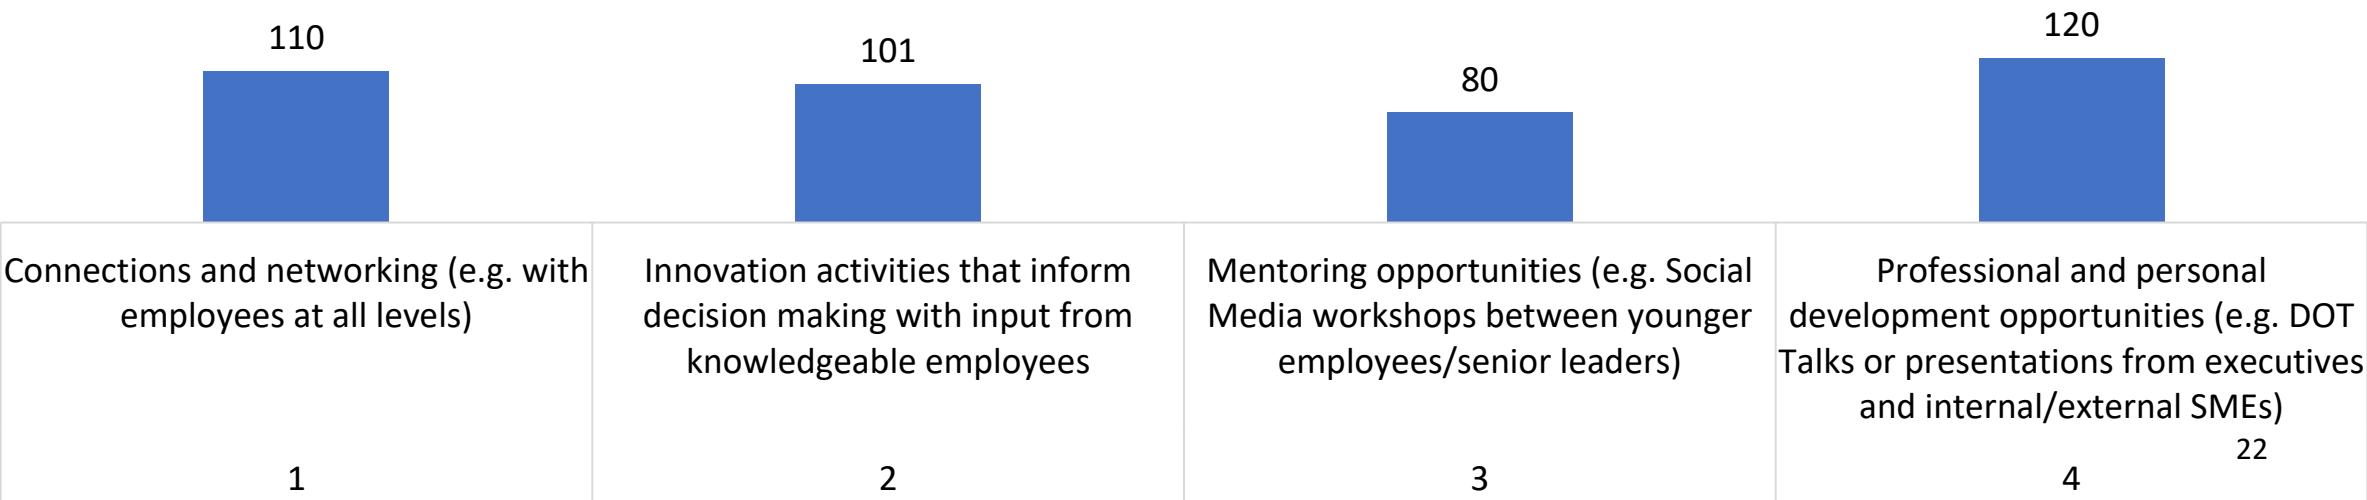 110
101
80
120
Connections and networking (e.g. with
employees at all levels)
Innovation activities that inform
decision making with input from
knowledgeable employees
Mentoring opportunities (e.g. Social
Media workshops between younger
employees/senior leaders)
Professional and personal
development opportunities (e.g. DOT
Talks or presentations from executives
and internal/external SMEs)
22
1
2
3
4